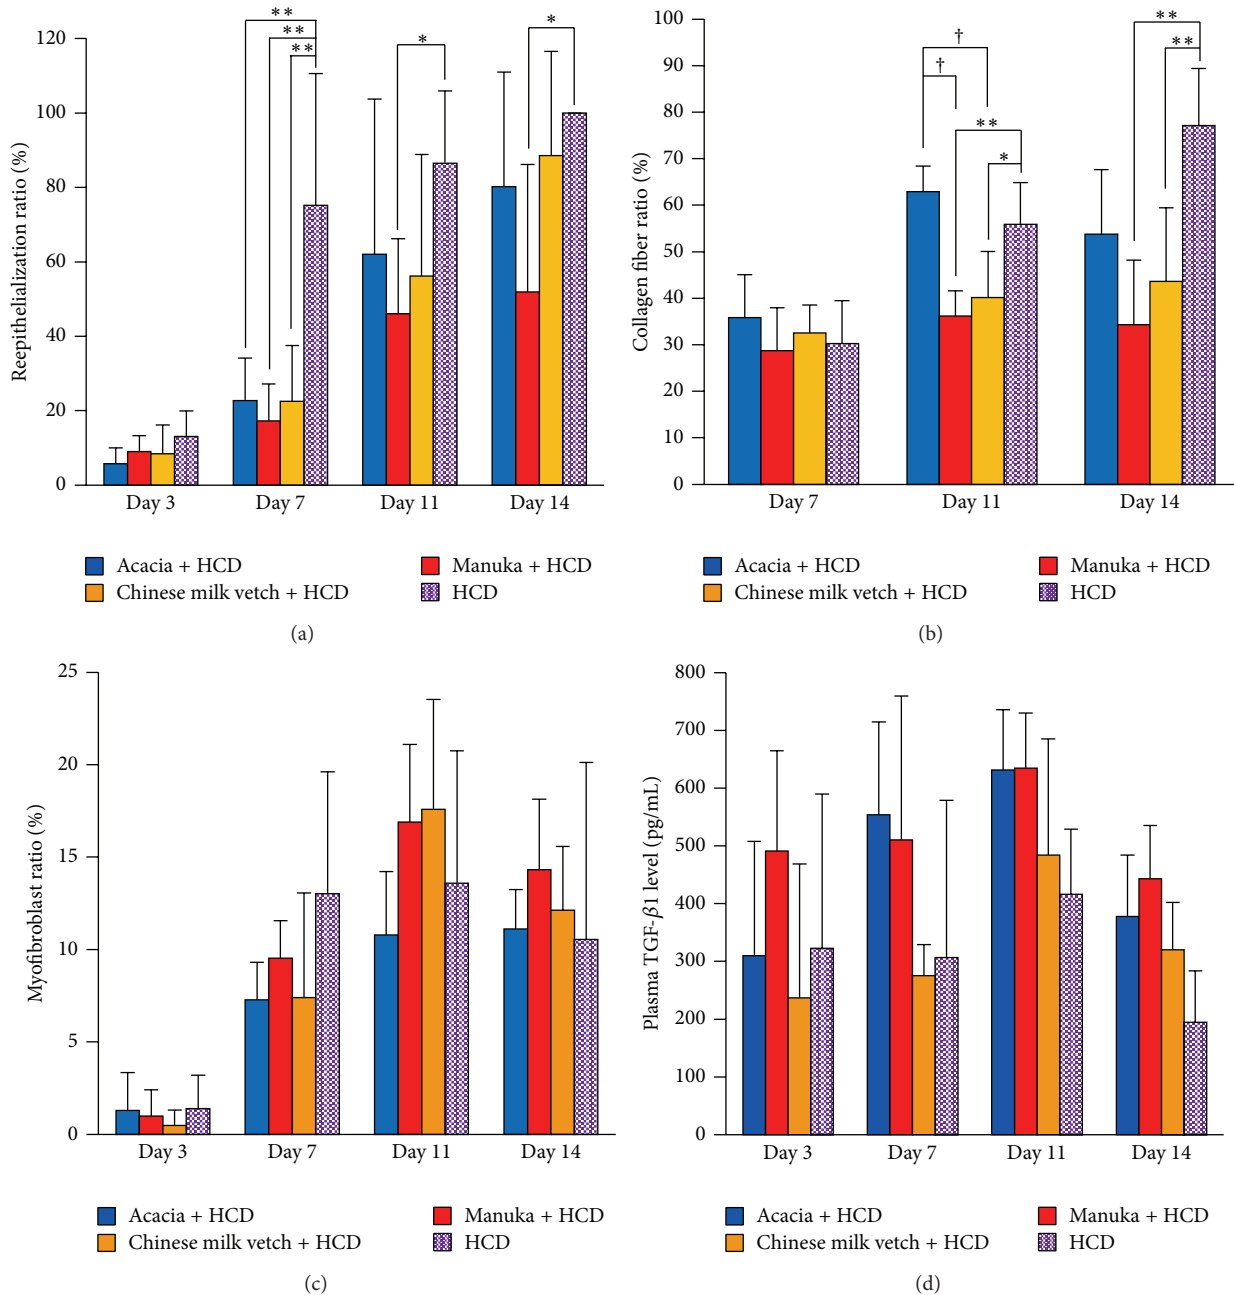 **
**
**
*
*
120
100
80
60
40
20
0
Reepithelialization ratio (%)
Day 3 Day 7 Day 11 Day 14
Acacia + HCD Manuka + HCD
Chinese milk vetch + HCD HCD
(a)
†
†
**
*
**
**
100
90
80
70
60
50
40
30
20
10
0
Collagen fiber ratio (%)
Day 7 Day 11 Day 14
Acacia + HCD Manuka + HCD
Chinese milk vetch + HCD HCD
(b)
25
20
15
10
5
0
Myofibroblast ratio (%)
Day 3 Day 7 Day 11 Day 14
Acacia + HCD Manuka + HCD
Chinese milk vetch + HCD HCD
(c)
800
700
600
500
400
300
200
100
0
Plasma TGF-β1 level (pg/mL)
Day 3 Day 7 Day 11 Day 14
Acacia + HCD Manuka + HCD
Chinese milk vetch + HCD HCD
(d)